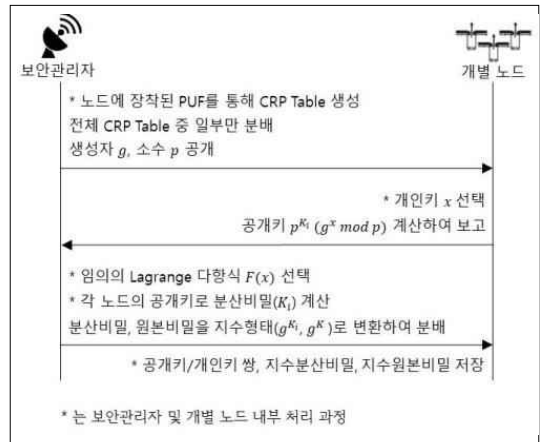 보안관리자
개별 노드
* 노드에 장착된 PUF를 통해 CRP Table 생성
전체 CRP Table 중 일부만 분배
생성자 g, 소수 p 공개
* 개인키 x 선택
공개키 p^{K_i} (g^x mod p) 계산하여 보고
* 임의의 Lagrange 다항식 F(x) 선택
* 각 노드의 공개키로 분산비밀(K_i) 계산
분산비밀, 원본비밀을 지수형태(g^{K_i}, g^K)로 변환하여 분배
* 공개키/개인키 쌍, 지수분산비밀, 지수원본비밀 저장
* 는 보안관리자 및 개별 노드 내부 처리 과정